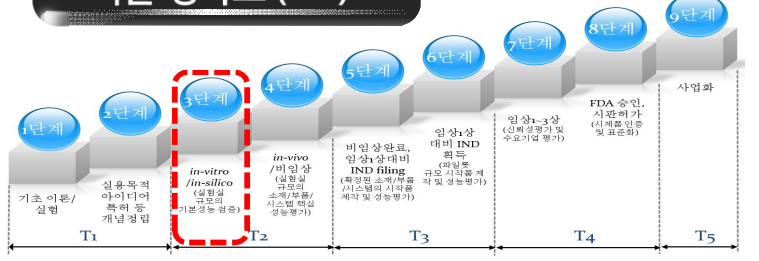 1단계
2단계
3단계
4단계
5단계
6단계
7단계
8단계
9단계
기초 이론/
실험
실용목적
아이디어
특허 등
개념정립
in-vitro
/in-silico
(실험실
규모의
기본성능 검증)
in-vivo
/비임상
(실험실
규모의
소재/부품/
시스템 핵심
성능평가)
비임상완료,
임상1상대비
IND filing
(확정된 소재/부품
/시스템의 시작품
제작 및 성능평가)
임상1상
대비 IND
획득
(파일롯
규모 시작품 제
작 및 성능평가)
임상1~3상
(신뢰성평가 및
수요기업 평가)
FDA 승인,
시판허가
(시제품 인증
및 표준화)
사업화
T1
T2
T3
T4
T5